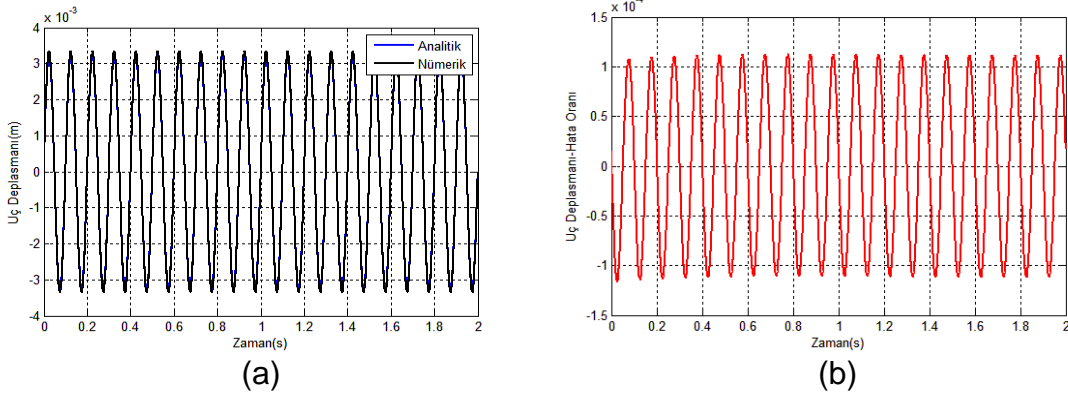 x 10⁻³
4
3
2
1
0
-1
-2
-3
-4
0 0.2 0.4 0.6 0.8 1 1.2 1.4 1.6 1.8 2
Uç Deplasmanı(m)
Zaman(s)
Analitik
Nümerik
(a)
x 10⁻⁴
1.5
1
0.5
0
-0.5
-1
-1.5
0 0.2 0.4 0.6 0.8 1 1.2 1.4 1.6 1.8 2
Uç Deplasmanı-Hata Oranı
Zaman(s)
(b)